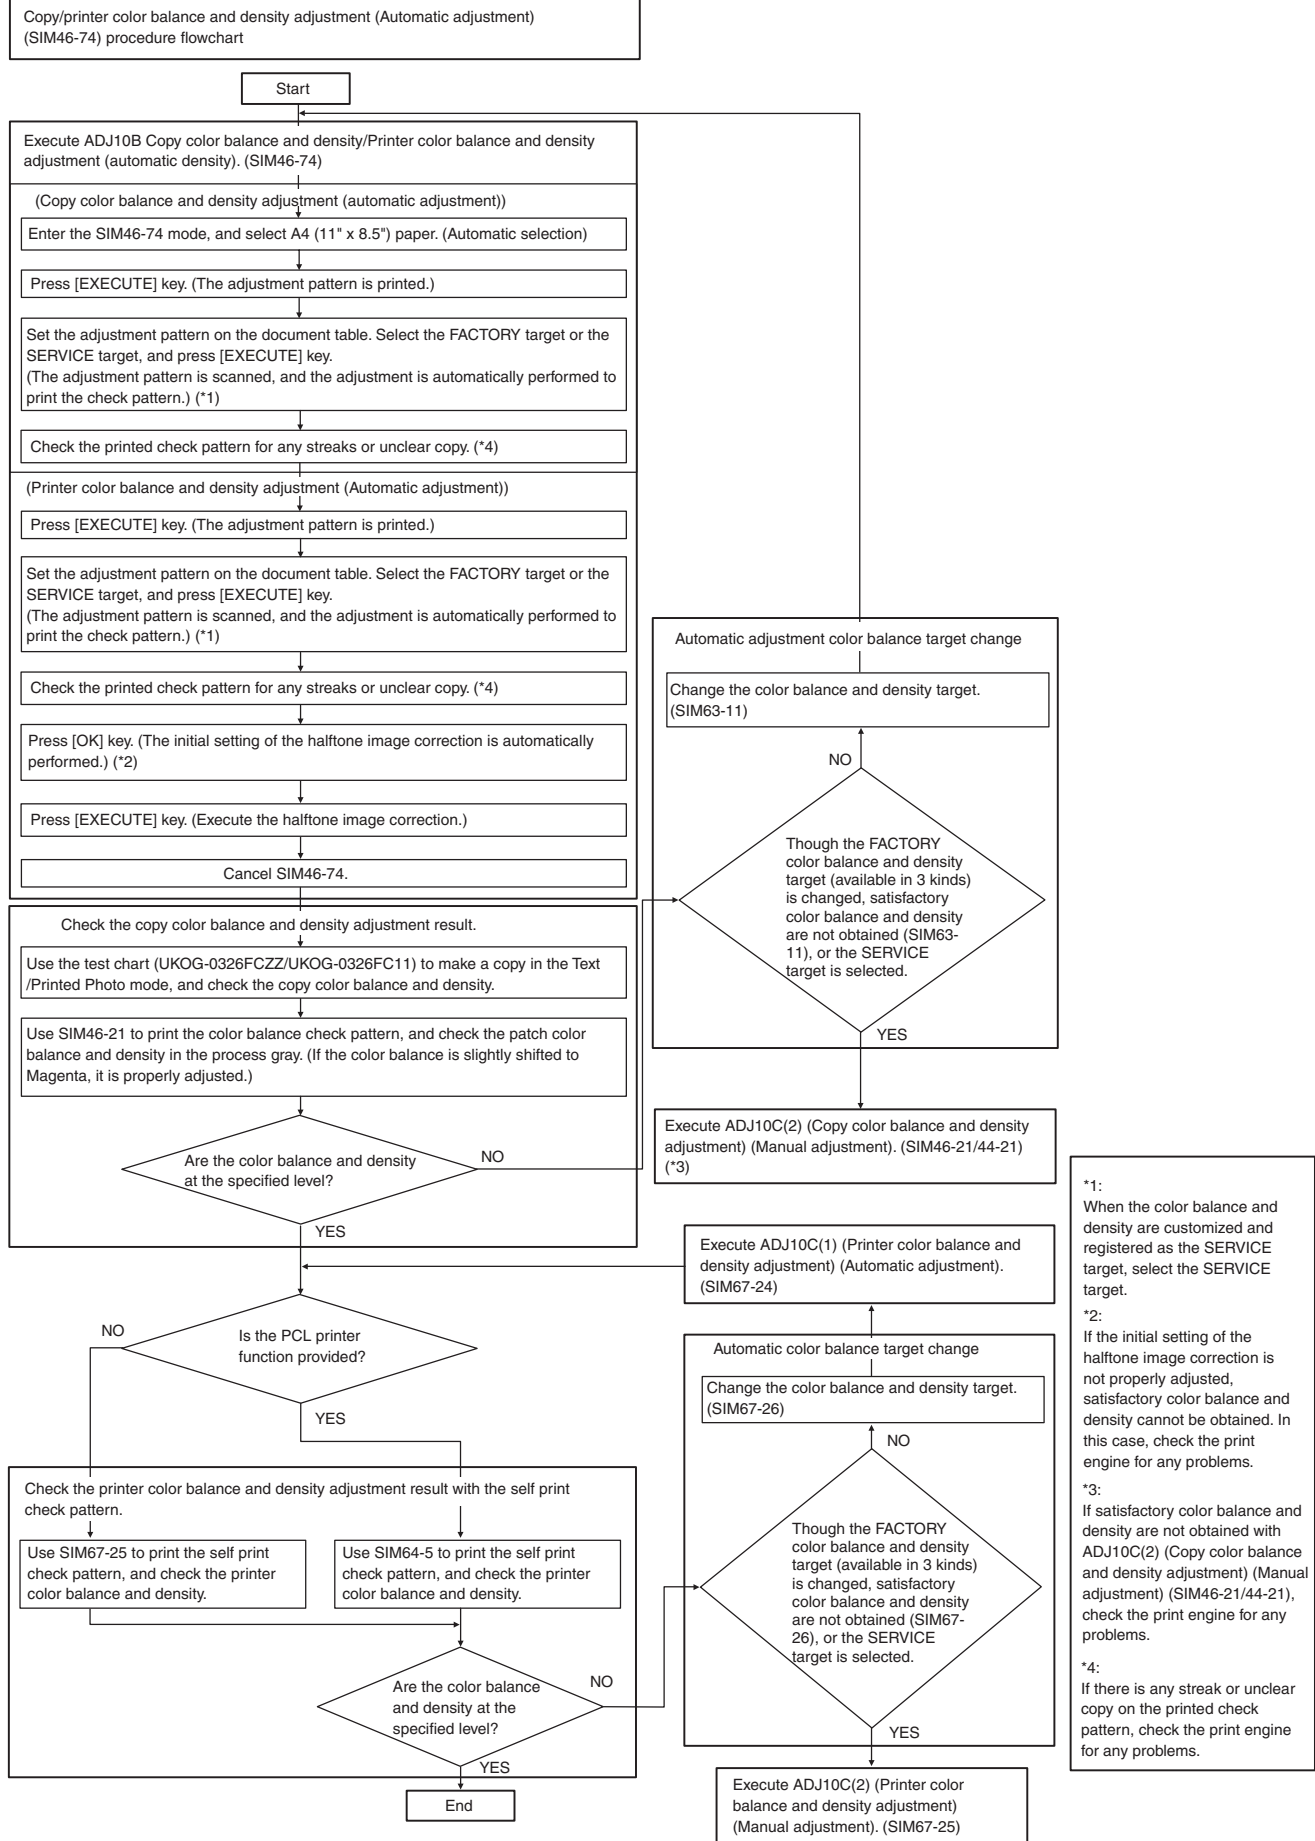 Copy/printer color balance and density adjustment (Automatic adjustment)
(SIM46-74) procedure flowchart
Start
Execute ADJ10B Copy color balance and density/Printer color balance and density
adjustment (automatic density). (SIM46-74)
(Copy color balance and density adjustment (automatic adjustment))
Enter the SIM46-74 mode, and select A4 (11" x 8.5") paper. (Automatic selection)
Press [EXECUTE] key. (The adjustment pattern is printed.)
Set the adjustment pattern on the document table. Select the FACTORY target or the
SERVICE target, and press [EXECUTE] key.
(The adjustment pattern is scanned, and the adjustment is automatically performed to
print the check pattern.) (*1)
Check the printed check pattern for any streaks or unclear copy. (*4)
(Printer color balance and density adjustment (Automatic adjustment))
Press [EXECUTE] key. (The adjustment pattern is printed.)
Set the adjustment pattern on the document table. Select the FACTORY target or the
SERVICE target, and press [EXECUTE] key.
(The adjustment pattern is scanned, and the adjustment is automatically performed to
print the check pattern.) (*1)
Check the printed check pattern for any streaks or unclear copy. (*4)
Press [OK] key. (The initial setting of the halftone image correction is automatically
performed.) (*2)
Press [EXECUTE] key. (Execute the halftone image correction.)
Cancel SIM46-74.
Check the copy color balance and density adjustment result.
Use the test chart (UKOG-0326FCZZ/UKOG-0326FC11) to make a copy in the Text
/Printed Photo mode, and check the copy color balance and density.
Use SIM46-21 to print the color balance check pattern, and check the patch color
balance and density in the process gray. (If the color balance is slightly shifted to
Magenta, it is properly adjusted.)
Are the color balance and density
at the specified level?
NO
YES
Automatic adjustment color balance target change
Change the color balance and density target.
(SIM63-11)
NO
Though the FACTORY
color balance and density
target (available in 3 kinds)
is changed, satisfactory
color balance and density
are not obtained (SIM63-
11), or the SERVICE
target is selected.
YES
Execute ADJ10C(2) (Copy color balance and density
adjustment) (Manual adjustment). (SIM46-21/44-21)
(*3)
Execute ADJ10C(1) (Printer color balance and
density adjustment) (Automatic adjustment).
(SIM67-24)
Is the PCL printer
function provided?
NO
YES
Check the printer color balance and density adjustment result with the self print
check pattern.
Use SIM67-25 to print the self print
check pattern, and check the printer
color balance and density.
Use SIM64-5 to print the self print
check pattern, and check the printer
color balance and density.
Are the color balance
and density at the
specified level?
NO
YES
End
Automatic color balance target change
Change the color balance and density target.
(SIM67-26)
NO
Though the FACTORY
color balance and density
target (available in 3 kinds)
is changed, satisfactory
color balance and density
are not obtained (SIM67-
26), or the SERVICE
target is selected.
YES
Execute ADJ10C(2) (Printer color
balance and density adjustment)
(Manual adjustment). (SIM67-25)
*1:
When the color balance and
density are customized and
registered as the SERVICE
target, select the SERVICE
target.
*2:
If the initial setting of the
halftone image correction is
not properly adjusted,
satisfactory color balance and
density cannot be obtained. In
this case, check the print
engine for any problems.
*3:
If satisfactory color balance and
density are not obtained with
ADJ10C(2) (Copy color balance
and density adjustment) (Manual
adjustment) (SIM46-21/44-21),
check the print engine for any
problems.
*4:
If there is any streak or unclear
copy on the printed check
pattern, check the print engine
for any problems.